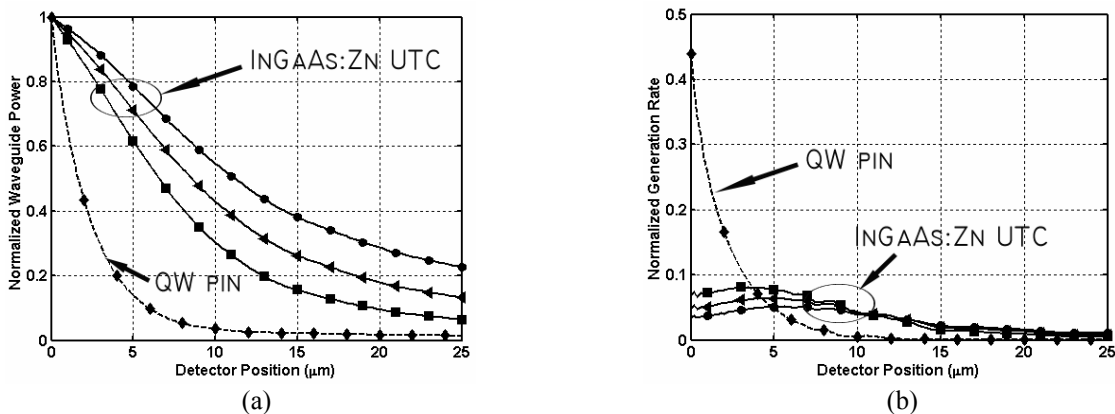 1
0.8
0.6
0.4
0.2
0
0 5 10 15 20 25
Normalized Waveguide Power
Detector Position (μm)
INGAAS:ZN UTC
QW PIN
(a)
0.5
0.4
0.3
0.2
0.1
0
0 5 10 15 20 25
Normalized Generation Rate
Detector Position (μm)
QW PIN
INGAAS:ZN UTC
(b)